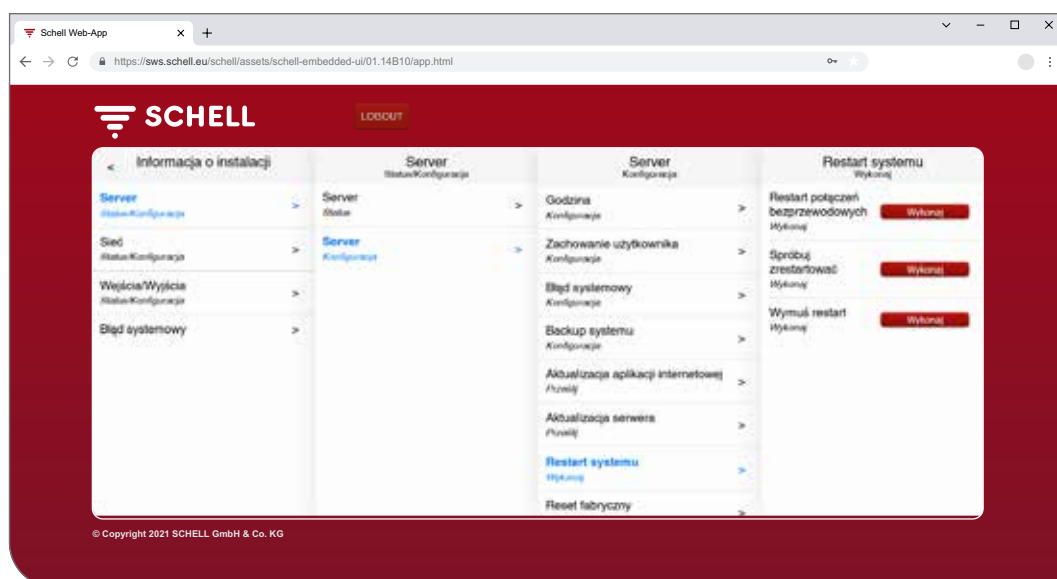 Schell Web-App
https://sws.schell.eu/schell/assets/schell-embedded-ui/01.14B10/app.html
SCHELL
LOGOUT
< Informacja o instalacji
Server >
Status/Konfiguracja
Sieć >
Status/Konfiguracja
Wejścia/Wyjścia >
Status/Konfiguracja
Błąd systemowy >
Server
Status/Konfiguracja
Server >
Status
Server >
Konfiguracja
Server
Konfiguracja
Godzina >
Konfiguracja
Zachowanie użytkownika >
Konfiguracja
Błąd systemowy >
Konfiguracja
Backup systemu >
Konfiguracja
Aktualizacja aplikacji internetowej >
Prześlij
Aktualizacja serwera >
Prześlij
Restart systemu >
Wykonaj
Reset fabryczny >
Restart systemu
Wykonaj
Restart połączeń
bezprzewodowych Wykonaj
Wykonaj
Spróbuj
zrestartować Wykonaj
Wykonaj
Wymuś restart Wykonaj
Wykonaj
© Copyright 2021 SCHELL GmbH & Co. KG